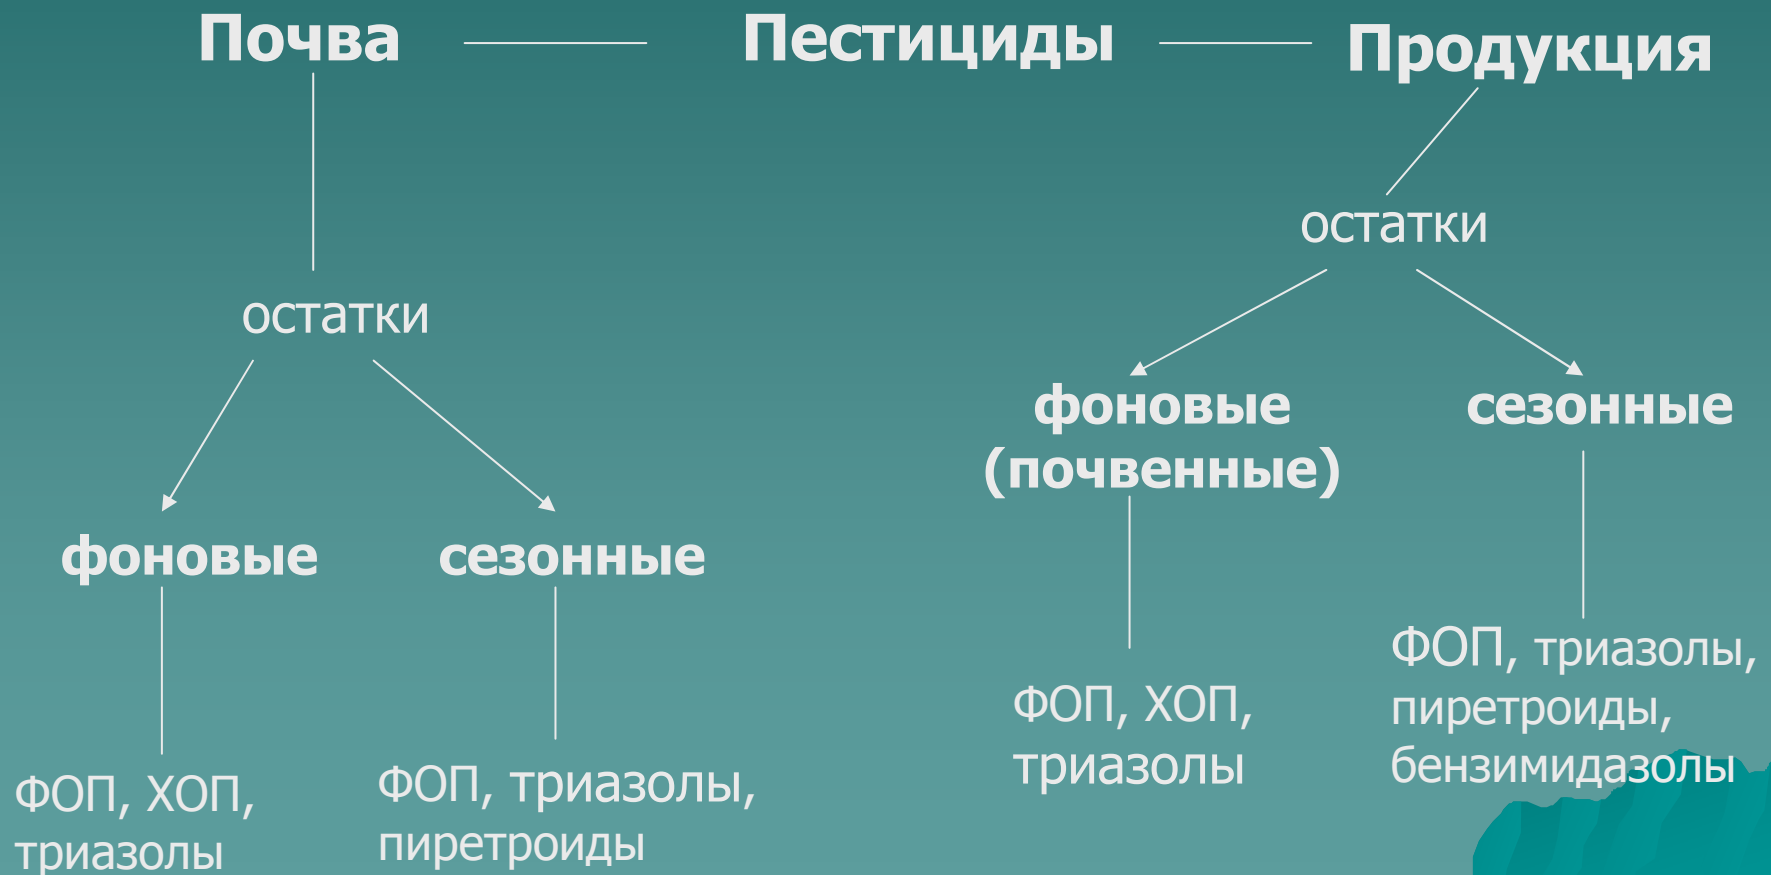 Почва Пестициды Продукция
остатки
остатки
фоновые
(почвенные)
сезонные
фоновые
сезонные
ФОП, ХОП,
триазолы
ФОП, триазолы,
пиретроиды
ФОП, ХОП,
триазолы
ФОП, триазолы,
пиретроиды,
бензимидазолы